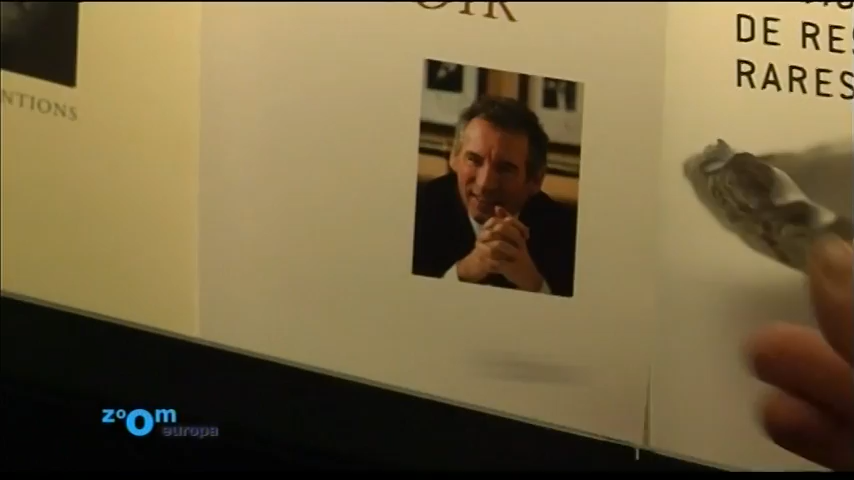 NTIONS
OIR
DE RES
RARES
zoom
europa